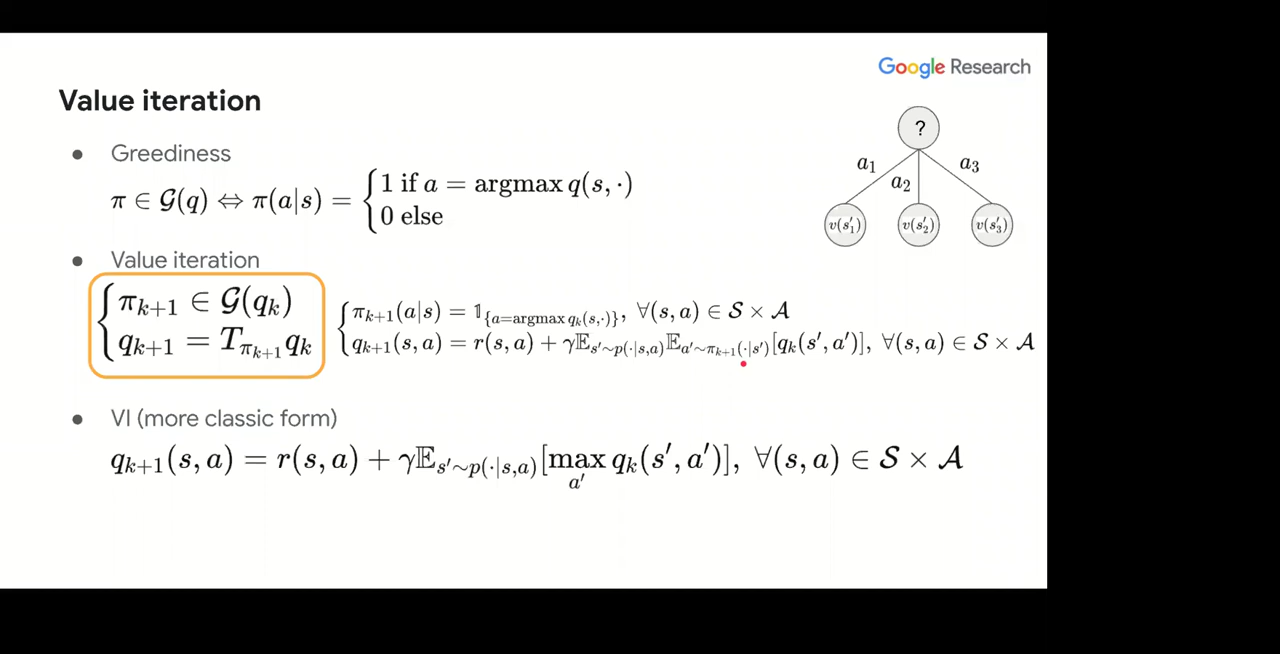 Google Research
Value iteration
?
a₁
a₂
a₃
v(s′₁)
v(s′₂)
v(s′₃)
• Greediness
π ∈ 𝒢(q) ⇔ π(a|s) = {1 if a = argmax q(s, ·)
0 else
• Value iteration
{π_{k+1} ∈ 𝒢(q_k)
q_{k+1} = T_{π_{k+1}} q_k
{π_{k+1}(a|s) = 𝟙_{{a=argmax q_k(s,·)}}, ∀(s, a) ∈ 𝒮 × 𝒜
q_{k+1}(s, a) = r(s, a) + γ𝔼_{s′∼p(·|s,a)}𝔼_{a′∼π_{k+1}(·|s′)}[q_k(s′, a′)], ∀(s, a) ∈ 𝒮 × 𝒜
• VI (more classic form)
q_{k+1}(s, a) = r(s, a) + γ𝔼_{s′∼p(·|s,a)}[max_{a′} q_k(s′, a′)], ∀(s, a) ∈ 𝒮 × 𝒜